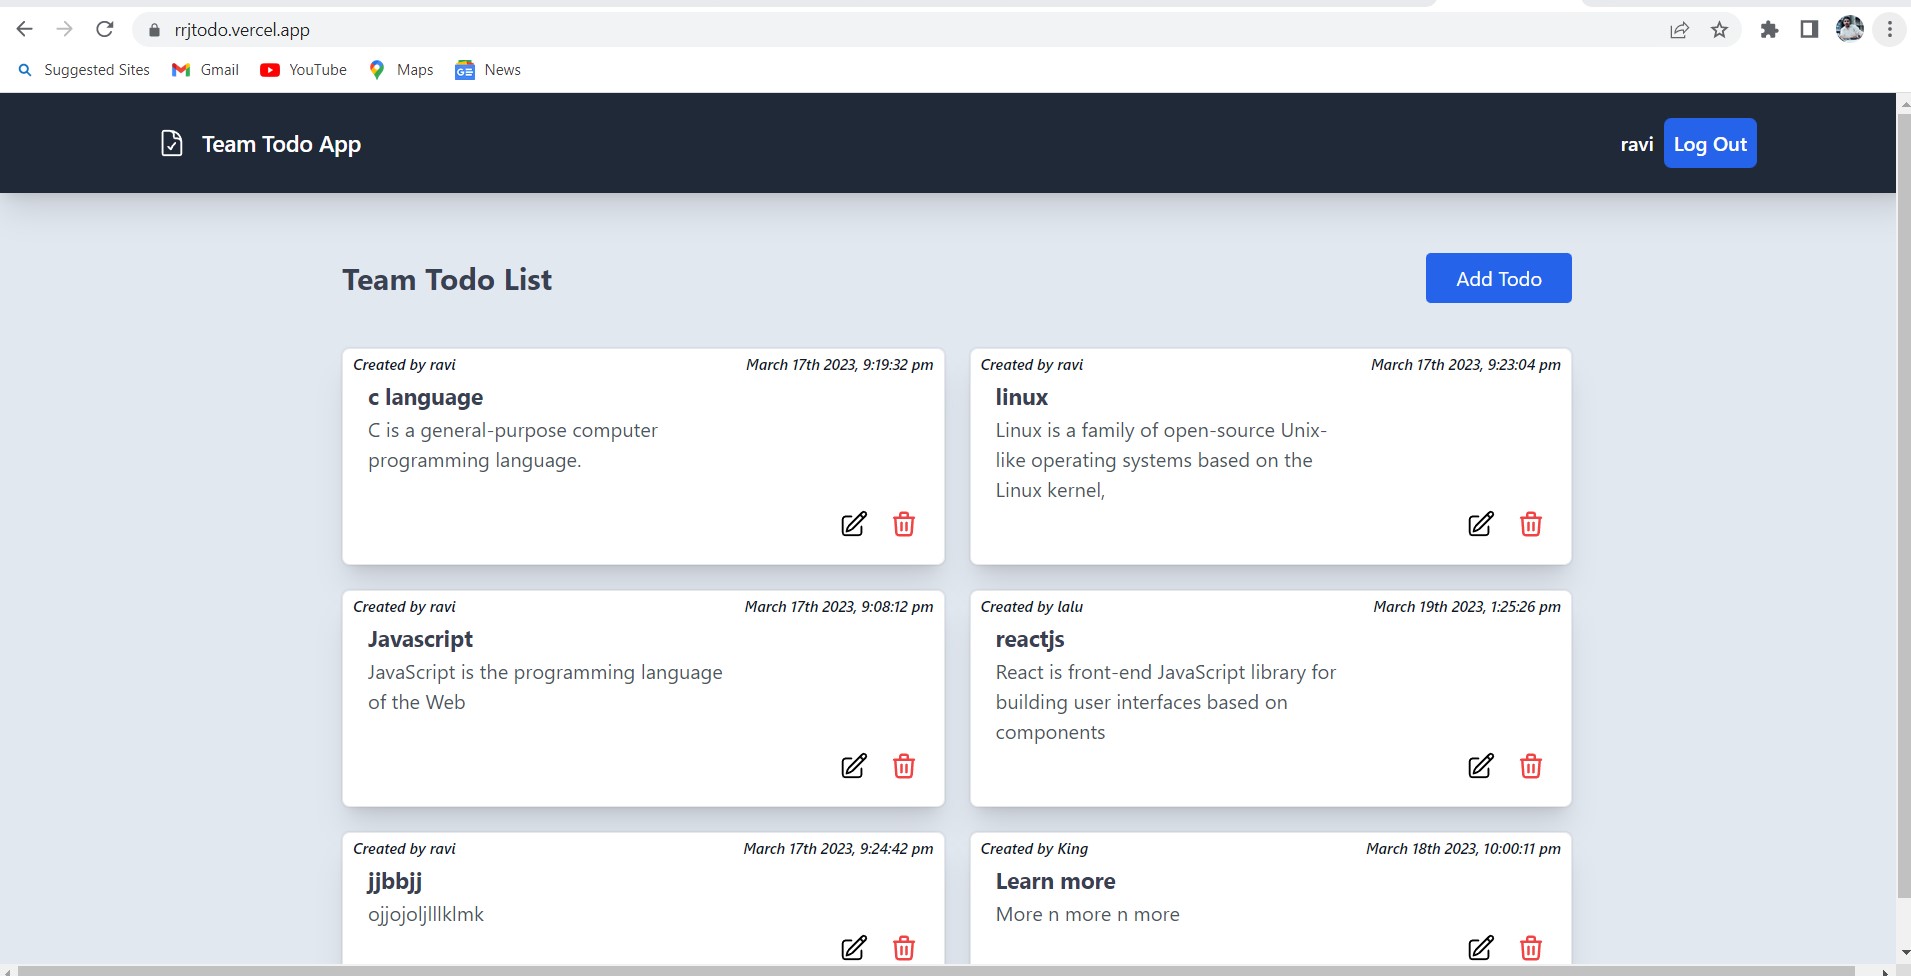 rrjtodo.vercel.app
Suggested Sites Gmail YouTube Maps GE News
Team Todo App ravi Log Out
Team Todo List Add Todo
Created by ravi March 17th 2023, 9:19:32 pm
c language
C is a general-purpose computer
programming language.
Created by ravi March 17th 2023, 9:23:04 pm
linux
Linux is a family of open-source Unix-
like operating systems based on the
Linux kernel,
Created by ravi March 17th 2023, 9:08:12 pm
Javascript
JavaScript is the programming language
of the Web
Created by lalu March 19th 2023, 1:25:26 pm
reactjs
React is front-end JavaScript library for
building user interfaces based on
components
Created by ravi March 17th 2023, 9:24:42 pm
jjbbjj
ojjojoljlllklmk
Created by King March 18th 2023, 10:00:11 pm
Learn more
More n more n more